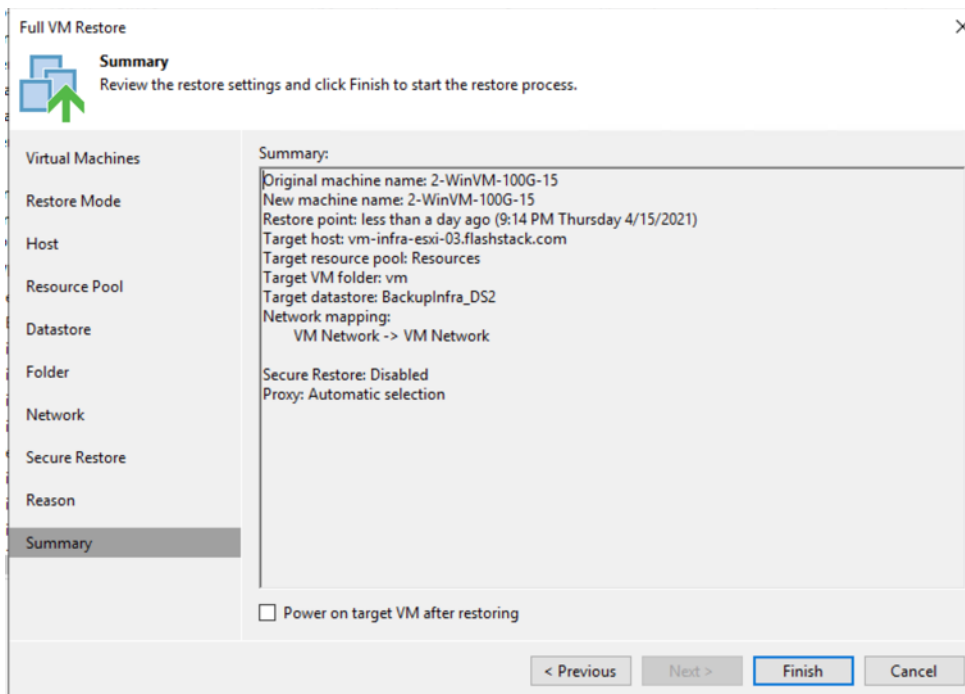 Full VM Restore
Summary
Review the restore settings and click Finish to start the restore process.
Virtual Machines
Restore Mode
Host
Resource Pool
Datastore
Folder
Network
Secure Restore
Reason
Summary
Summary:
Original machine name: 2-WinVM-100G-15
New machine name: 2-WinVM-100G-15
Restore point: less than a day ago (9:14 PM Thursday 4/15/2021)
Target host: vm-infra-esxi-03.flashstack.com
Target resource pool: Resources
Target VM folder: vm
Target datastore: BackupInfra_DS2
Network mapping:
VM Network -> VM Network
Secure Restore: Disabled
Proxy: Automatic selection
Power on target VM after restoring
< Previous
Next >
Finish
Cancel